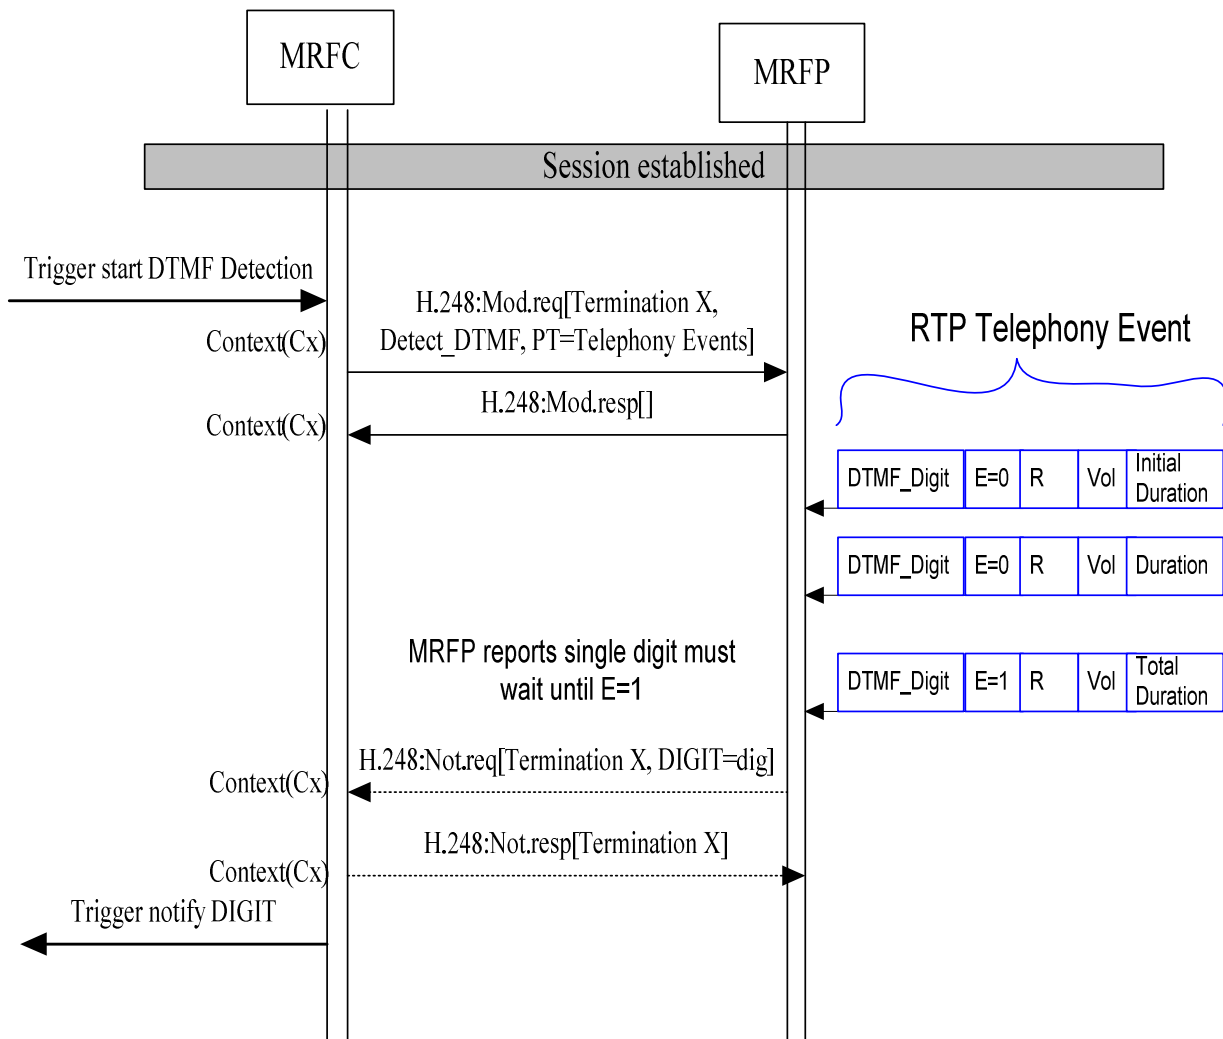 MRFC
MRFP
Session established
Trigger start DTMF Detection
H.248:Mod.req[Termination X,
Detect_DTMF, PT=Telephony Events]
Context(Cx)
RTP Telephony Event
H.248:Mod.resp[]
Context(Cx)
DTMF_Digit E=0 R Vol Initial
Duration
DTMF_Digit E=0 R Vol Duration
MRFP reports single digit must
wait until E=1
DTMF_Digit E=1 R Vol Total
Duration
H.248:Not.req[Termination X, DIGIT=dig]
Context(Cx)
H.248:Not.resp[Termination X]
Context(Cx)
Trigger notify DIGIT